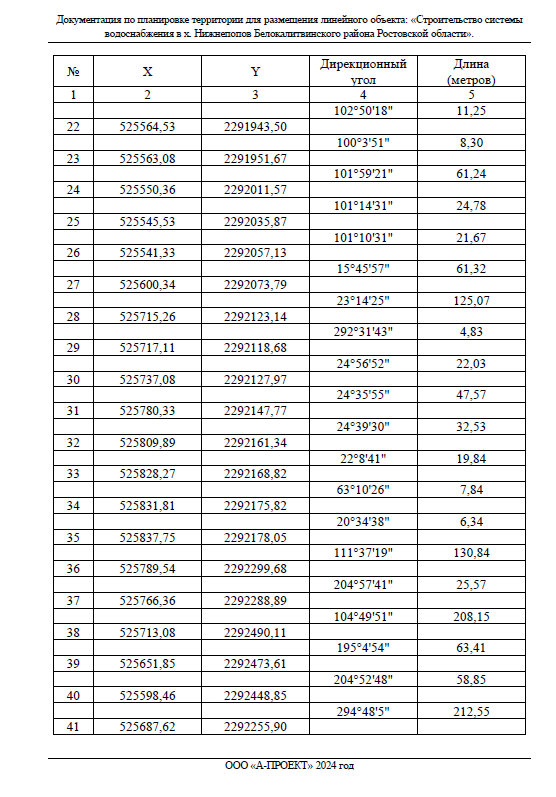 Документация по планировке территории для размещения линейного объекта: «Строительство системы
водоснабжения в х. Нижнепопов Белокалитвинского района Ростовской области».
№ X Y Дирекционный угол Длина (метров)
1 2 3 4 5
102°50'18" 11,25
22 525564,53 2291943,50
100°3'51" 8,30
23 525563,08 2291951,67
101°59'21" 61,24
24 525550,36 2292011,57
101°14'31" 24,78
25 525545,53 2292035,87
101°10'31" 21,67
26 525541,33 2292057,13
15°45'57" 61,32
27 525600,34 2292073,79
23°14'25" 125,07
28 525715,26 2292123,14
292°31'43" 4,83
29 525717,11 2292118,68
24°56'52" 22,03
30 525737,08 2292127,97
24°35'55" 47,57
31 525780,33 2292147,77
24°39'30" 32,53
32 525809,89 2292161,34
22°8'41" 19,84
33 525828,27 2292168,82
63°10'26" 7,84
34 525831,81 2292175,82
20°34'38" 6,34
35 525837,75 2292178,05
111°37'19" 130,84
36 525789,54 2292299,68
204°57'41" 25,57
37 525766,36 2292288,89
104°49'51" 208,15
38 525713,08 2292490,11
195°4'54" 63,41
39 525651,85 2292473,61
204°52'48" 58,85
40 525598,46 2292448,85
294°48'5" 212,55
41 525687,62 2292255,90
ООО «А-ПРОЕКТ» 2024 год